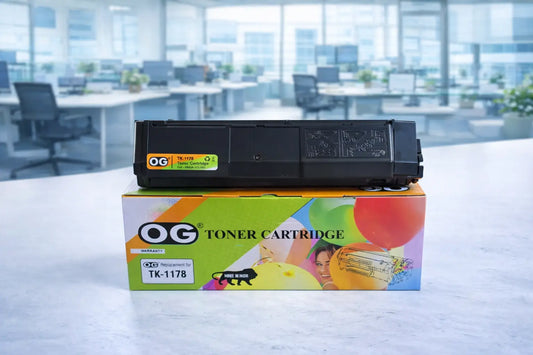 OG
TK-1178
Toner Cartridge
OG® TONER CARTRIDGE
WARRANTY
OG Replacement for
TK-1178
MAKE IN INDIA